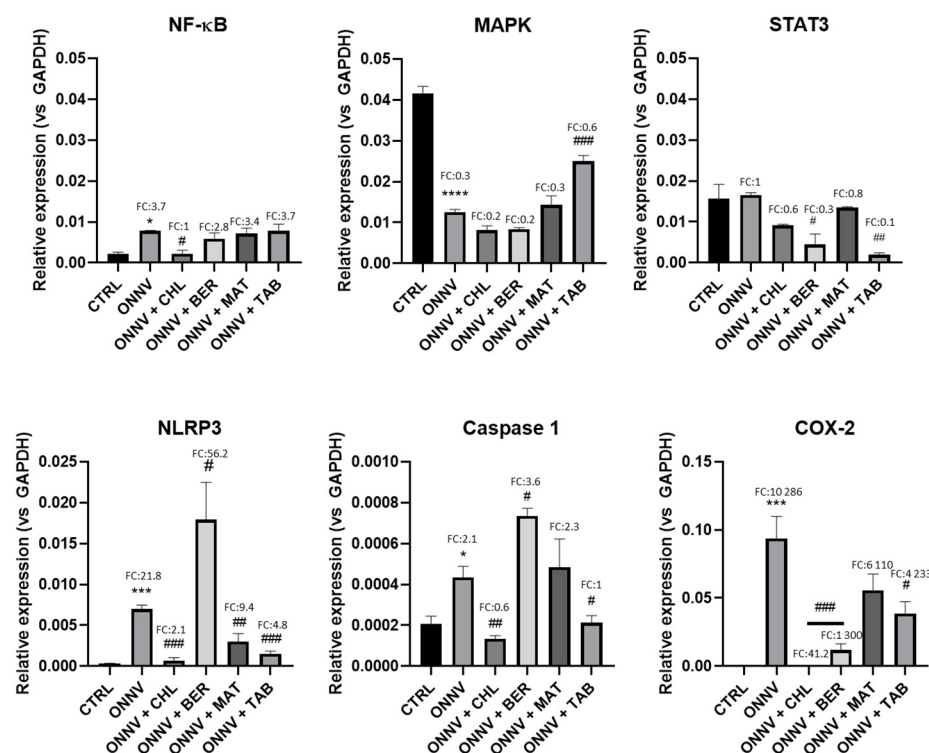 NF-κB
Relative expression (vs GAPDH)
0.05
0.04
0.03
0.02
0.01
0.00
FC:3.7
*
FC:1
#
FC:2.8
FC:3.4
FC:3.7
CTRL
ONNV
ONNV + CHL
ONNV + BER
ONNV + MAT
ONNV + TAB
MAPK
Relative expression (vs GAPDH)
0.05
0.04
0.03
0.02
0.01
0.00
FC:0.3
****
FC:0.2
FC:0.2
FC:0.3
FC:0.6
###
CTRL
ONNV
ONNV + CHL
ONNV + BER
ONNV + MAT
ONNV + TAB
STAT3
Relative expression (vs GAPDH)
0.05
0.04
0.03
0.02
0.01
0.00
FC:1
FC:0.6
FC:0.3
#
FC:0.8
FC:0.1
##
CTRL
ONNV
ONNV + CHL
ONNV + BER
ONNV + MAT
ONNV + TAB
NLRP3
Relative expression (vs GAPDH)
0.025
0.020
0.015
0.010
0.005
0.000
FC:21.8
***
FC:2.1
###
FC:56.2
#
FC:9.4
##
FC:4.8
###
CTRL
ONNV
ONNV + CHL
ONNV + BER
ONNV + MAT
ONNV + TAB
Caspase 1
Relative expression (vs GAPDH)
0.0010
0.0008
0.0006
0.0004
0.0002
0.0000
FC:2.1
*
FC:0.6
##
FC:3.6
#
FC:2.3
FC:1
#
CTRL
ONNV
ONNV + CHL
ONNV + BER
ONNV + MAT
ONNV + TAB
COX-2
Relative expression (vs GAPDH)
0.15
0.10
0.05
0.00
FC:10 286
***
###
FC:41.2
FC:1 300
FC:6 110
FC:4 233
#
CTRL
ONNV
ONNV + CHL
ONNV + BER
ONNV + MAT
ONNV + TAB